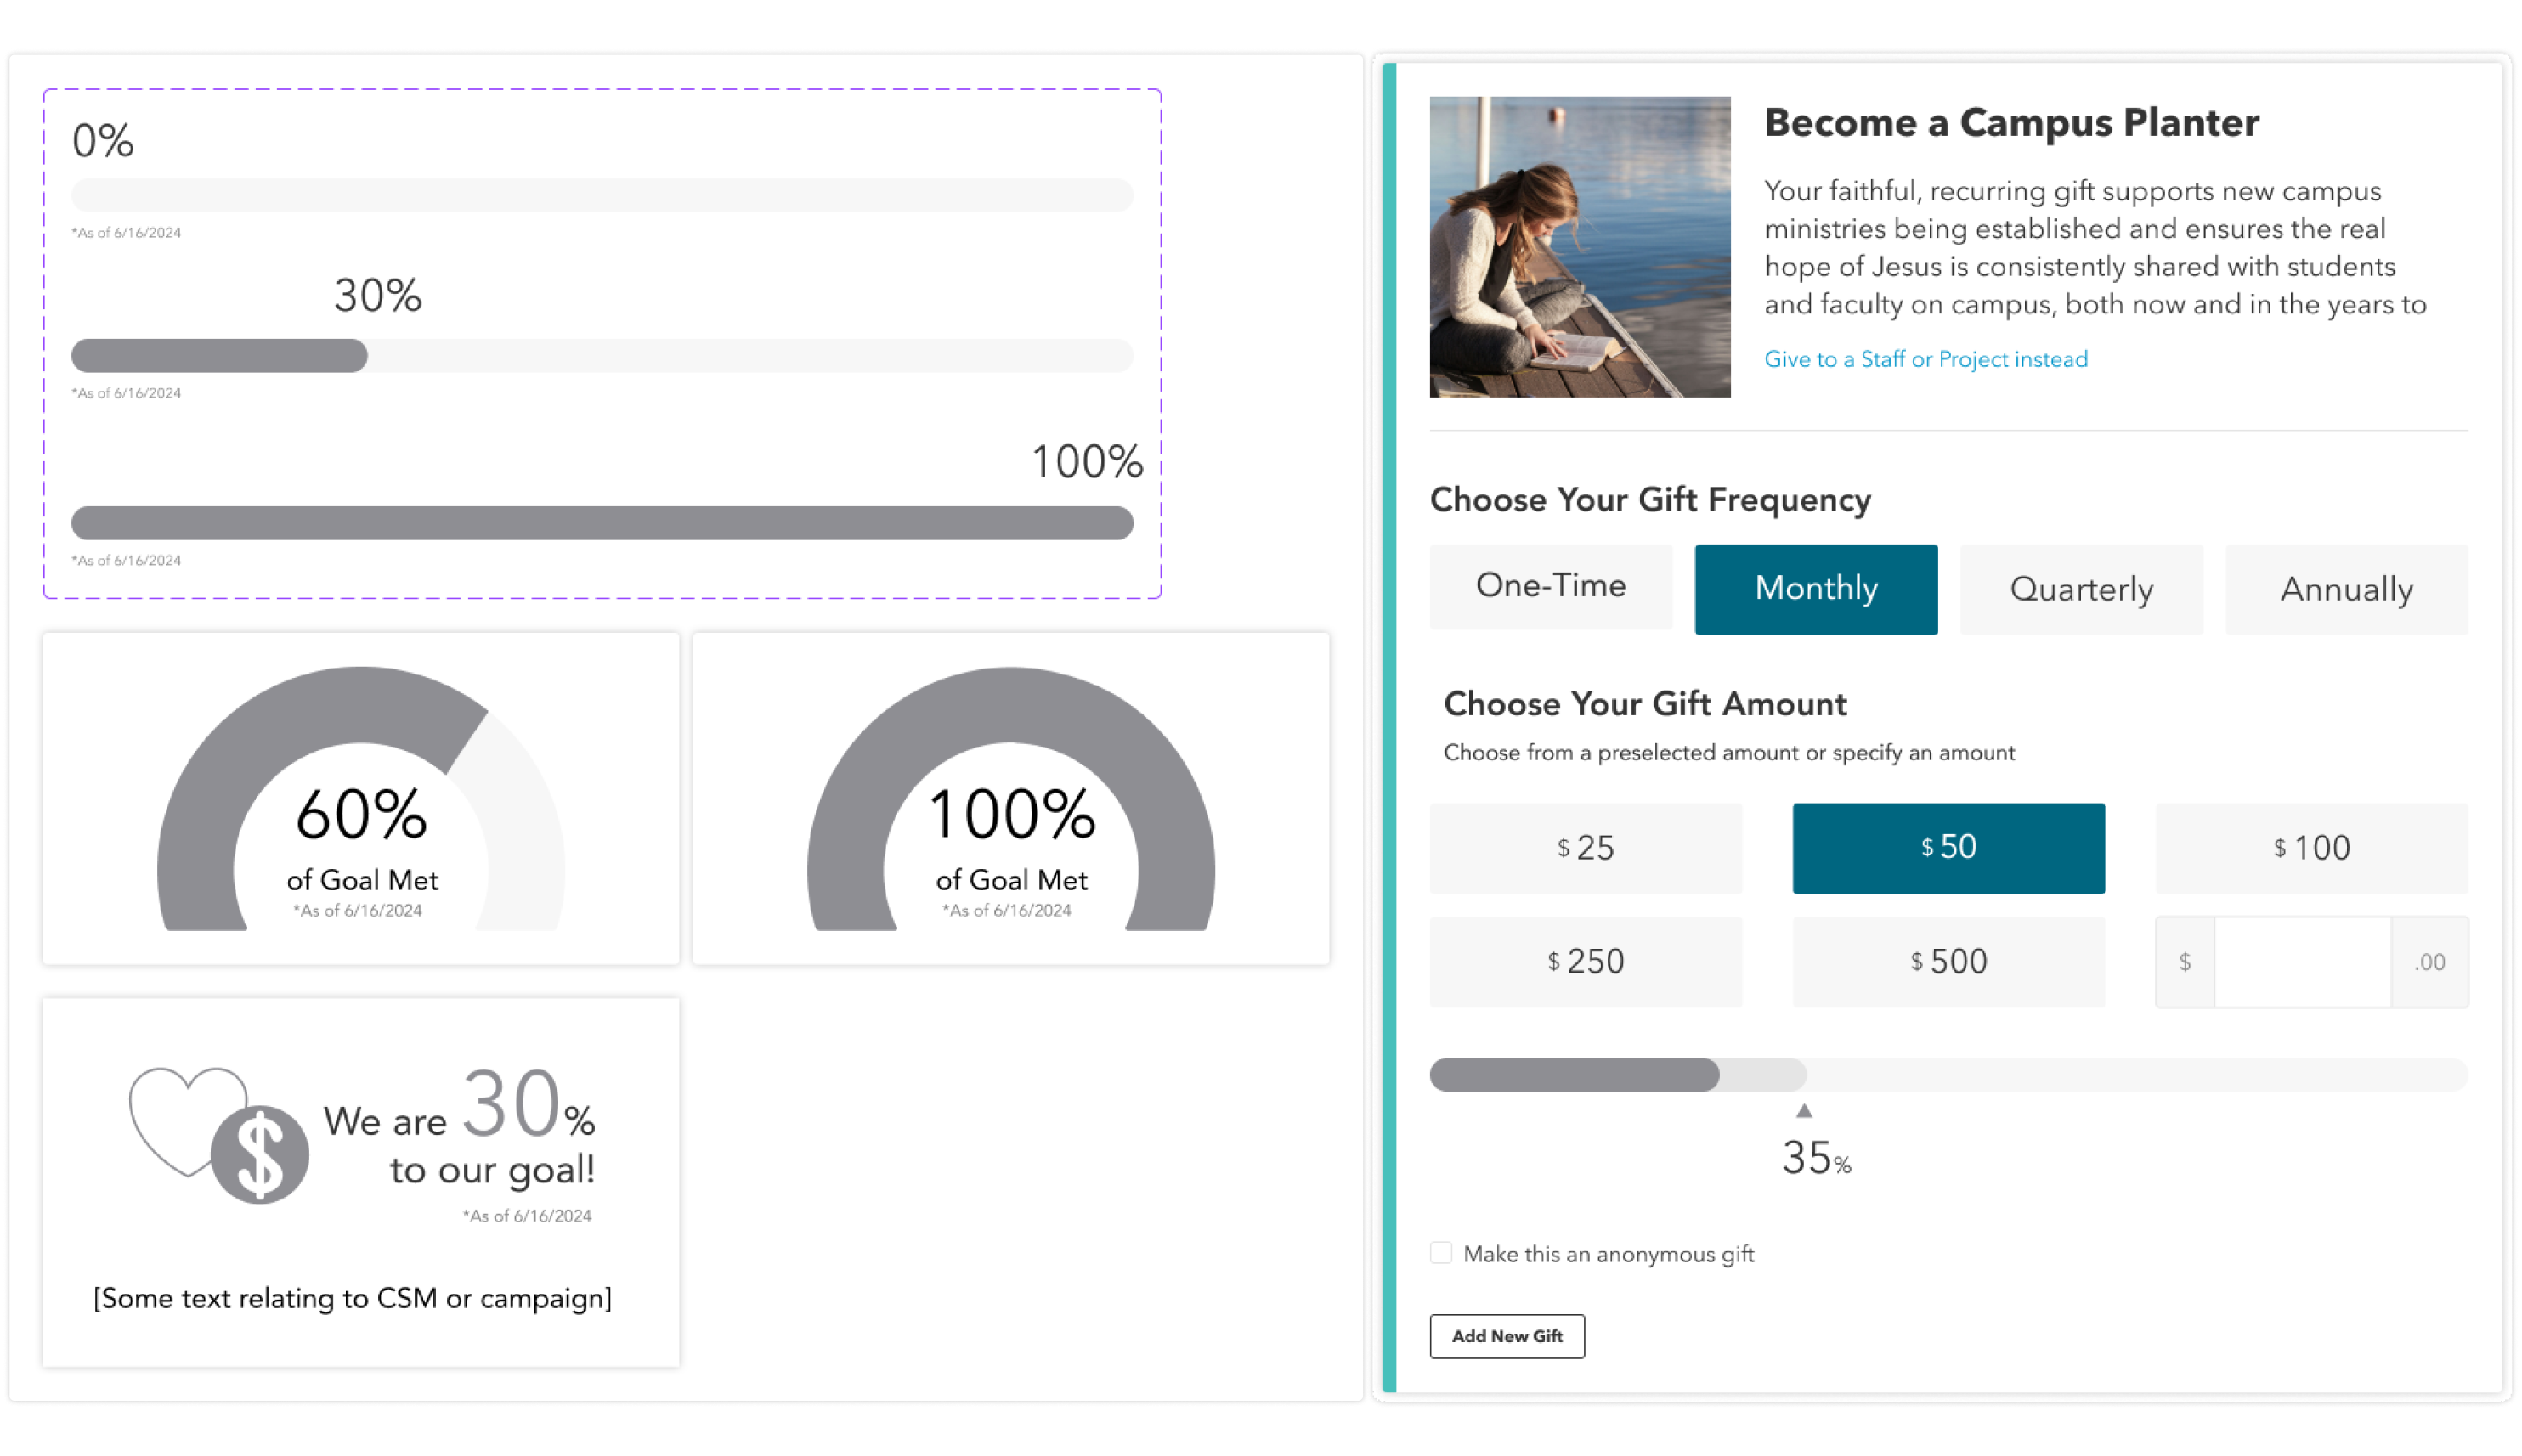 0%
*As of 6/16/2024
30%
*As of 6/16/2024
100%
*As of 6/16/2024
60%
of Goal Met
*As of 6/16/2024
100%
of Goal Met
*As of 6/16/2024
We are 30%
to our goal!
*As of 6/16/2024
[Some text relating to CSM or campaign]
Become a Campus Planter
Your faithful, recurring gift supports new campus
ministries being established and ensures the real
hope of Jesus is consistently shared with students
and faculty on campus, both now and in the years to
Give to a Staff or Project instead
Choose Your Gift Frequency
One-Time Monthly Quarterly Annually
Choose Your Gift Amount
Choose from a preselected amount or specify an amount
$ 25 $ 50 $ 100
$ 250 $ 500 $ .00
35%
Make this an anonymous gift
Add New Gift